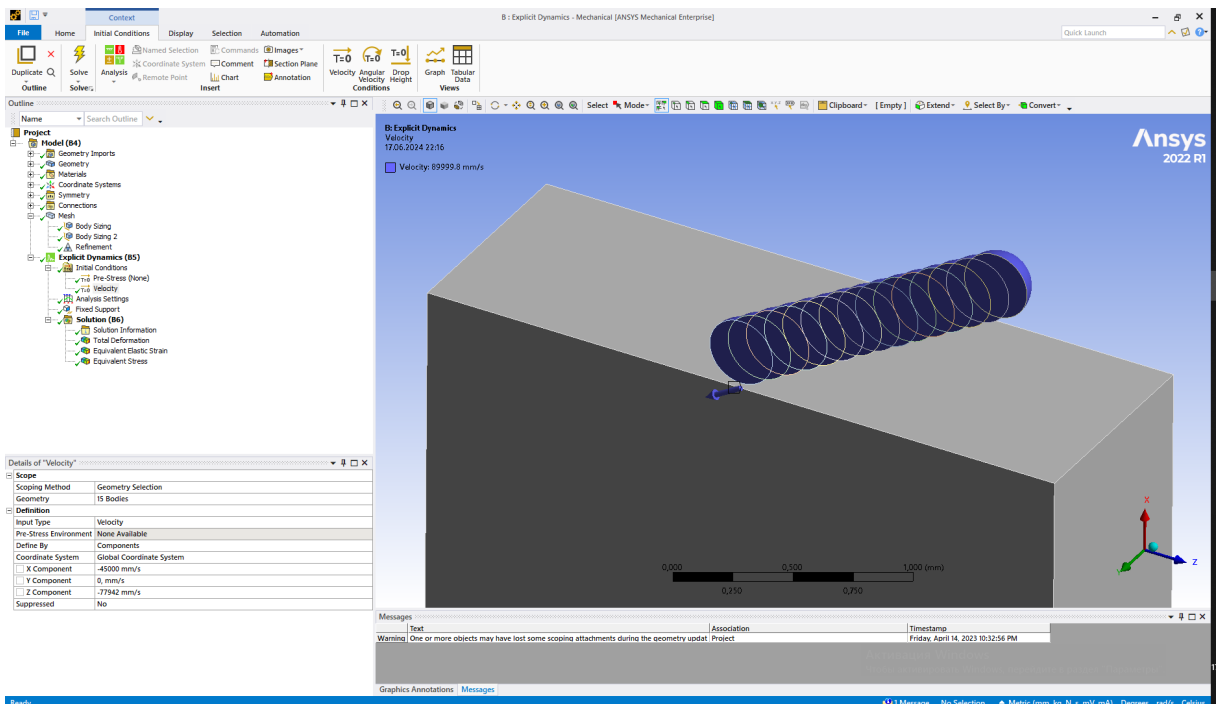 B : Explicit Dynamics - Mechanical [ANSYS Mechanical Enterprise]
Context
File Home Initial Conditions Display Selection Automation
Quick Launch
Duplicate Solve Analysis
Named Selection Commands Images
Coordinate System Comment Section Plane
Remote Point Chart Annotation
T=0 T=0 T=0
Velocity Angular Velocity Drop Height
Graph Tabular Data
Outline Solve Insert Conditions Views
Outline
Name Search Outline
Project
Model (B4)
Geometry Imports
Geometry
Materials
Coordinate Systems
Symmetry
Connections
Mesh
Body Sizing
Body Sizing 2
Refinement
Explicit Dynamics (B5)
Initial Conditions
T=0 Pre-Stress (None)
T=0 Velocity
Analysis Settings
Fixed Support
Solution (B6)
Solution Information
Total Deformation
Equivalent Elastic Strain
Equivalent Stress
Select Mode Clipboard [Empty] Extend Select By Convert
B: Explicit Dynamics
Velocity
17.06.2024 22:16
Velocity: 89999.8 mm/s
Ansys
2022 R1
X
Y
Z
0,000 0,500 1,000 (mm)
0,250 0,750
Details of "Velocity"
Scope
Scoping Method Geometry Selection
Geometry 15 Bodies
Definition
Input Type Velocity
Pre-Stress Environment None Available
Define By Components
Coordinate System Global Coordinate System
X Component -45000 mm/s
Y Component 0, mm/s
Z Component -77942 mm/s
Suppressed No
Messages
Text Association Timestamp
Warning One or more objects may have lost some scoping attachments during the geometry updat Project Friday, April 14, 2023 10:32:56 PM
Graphics Annotations Messages
Ready
1 Message No Selection Metric (mm, kg, N, s, mV, mA) Degrees rad/s Celsius